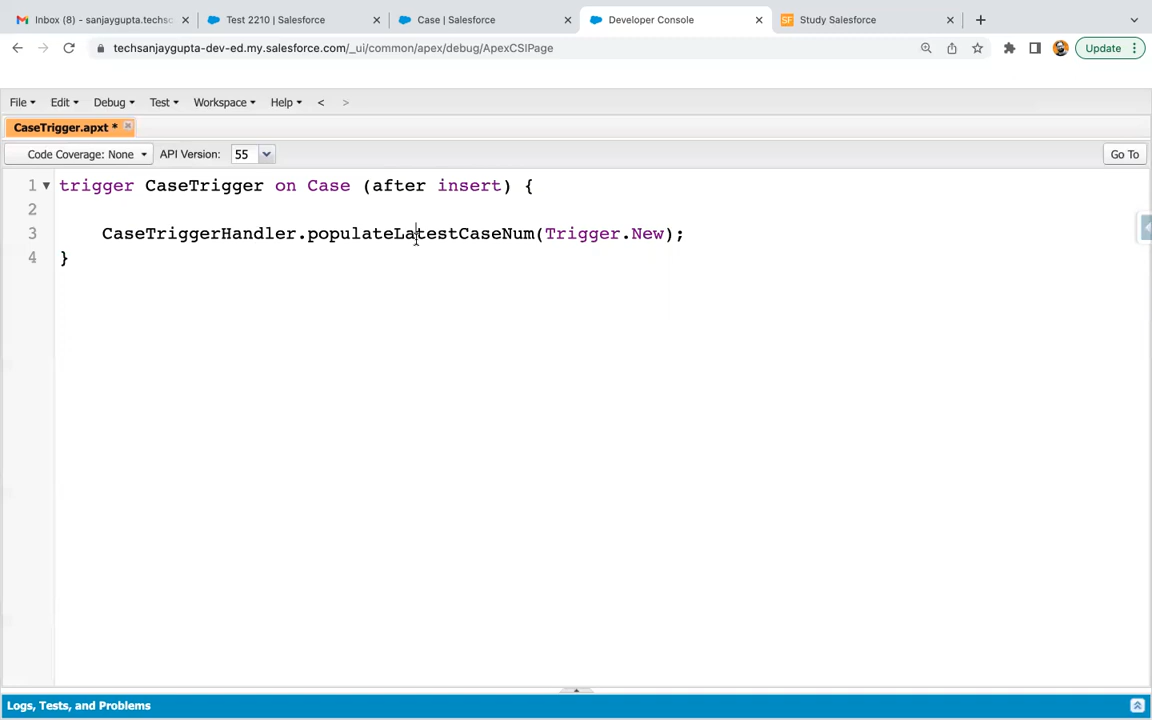 Inbox (8) - sanjaygupta.techsc
Test 2210 | Salesforce
Case | Salesforce
Developer Console
Study Salesforce
techsanjaygupta-dev-ed.my.salesforce.com/_ui/common/apex/debug/ApexCSIPage
Update
File Edit Debug Test Workspace Help < >
CaseTrigger.apxt *
Code Coverage: None API Version: 55 Go To
1 trigger CaseTrigger on Case (after insert) {
2
3 CaseTriggerHandler.populateLatestCaseNum(Trigger.New);
4 }
Logs, Tests, and Problems